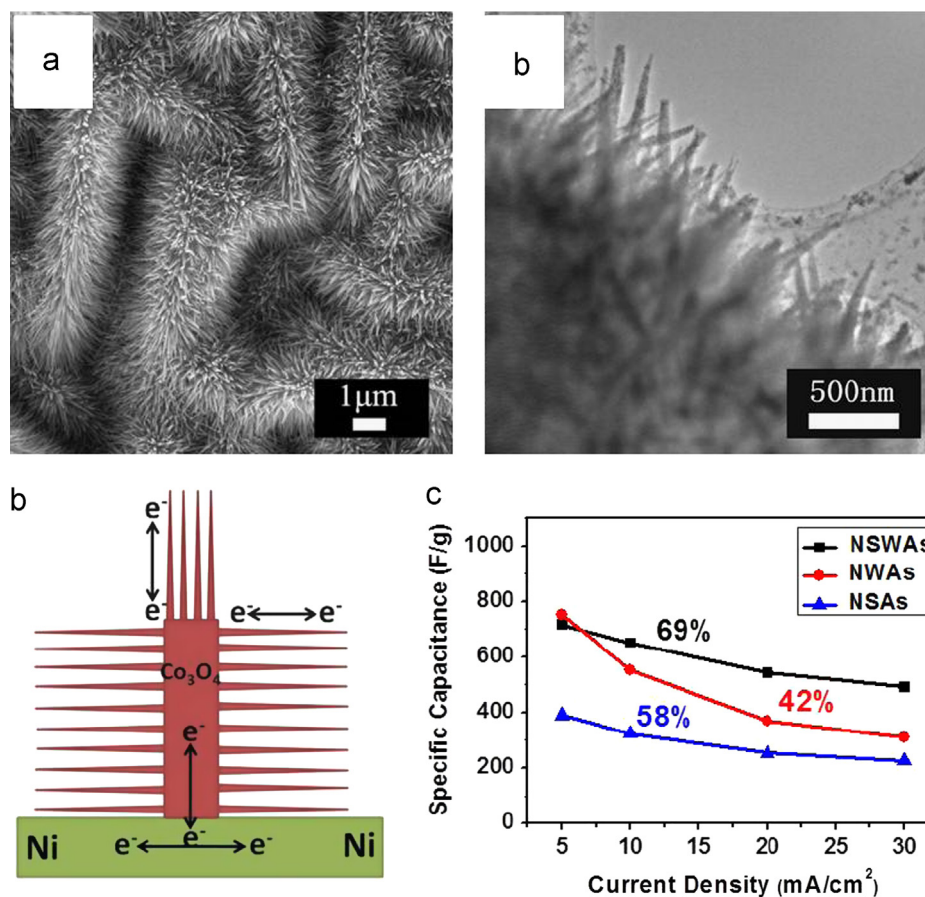 a
1μm
b
500nm
b
e⁻
e⁻
e⁻
e⁻
Co₃O₄
e⁻
e⁻
Ni
e⁻
e⁻
Ni
c
Specific Capacitance (F/g)
1000
800
600
400
200
0
NSWAs
NWAs
NSAs
69%
42%
58%
5
10
15
20
25
30
Current Density (mA/cm²)